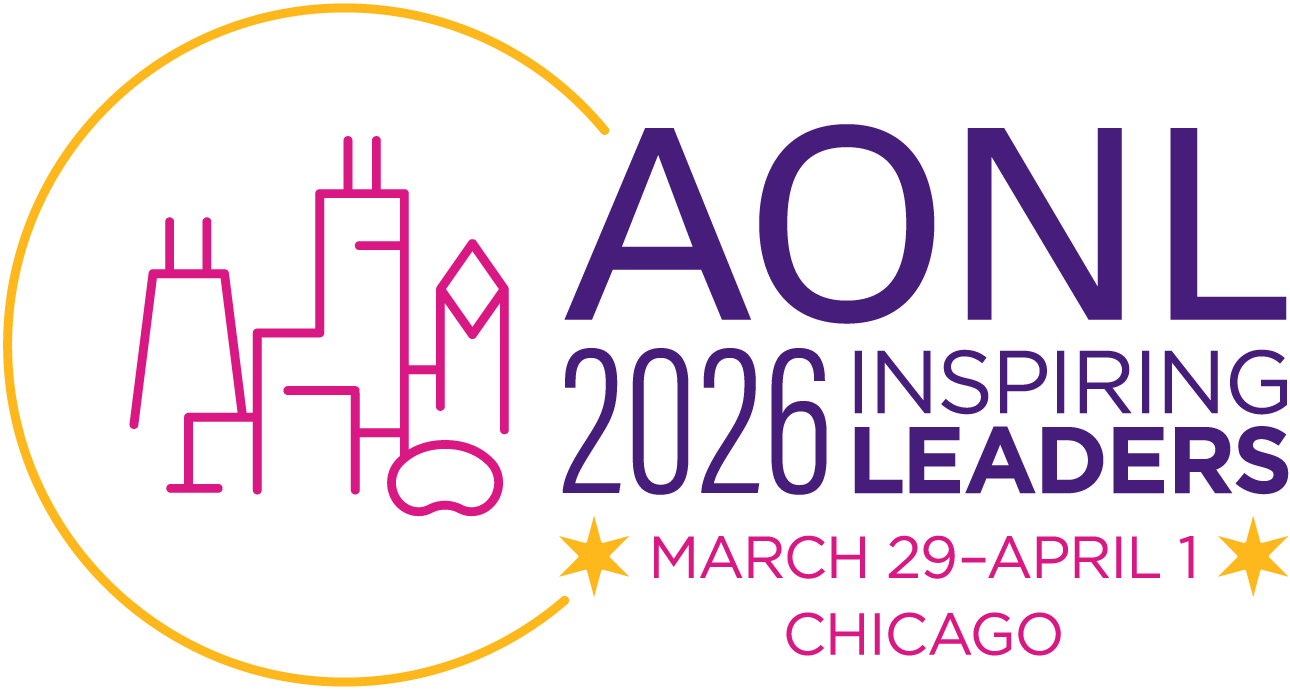 AONL
2026 INSPIRING
LEADERS
MARCH 29–APRIL 1
CHICAGO